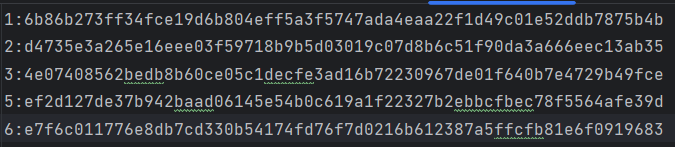 1:6b86b273ff34fce19d6b804eff5a3f5747ada4eaa22f1d49c01e52ddb7875b4b
2:d4735e3a265e16eee03f59718b9b5d03019c07d8b6c51f90da3a666eec13ab35
3:4e07408562bedb8b60ce05c1decfe3ad16b72230967de01f640b7e4729b49fce
5:ef2d127de37b942baad06145e54b0c619a1f22327b2ebbcfbec78f5564afe39d
6:e7f6c011776e8db7cd330b54174fd76f7d0216b612387a5ffcfb81e6f0919683